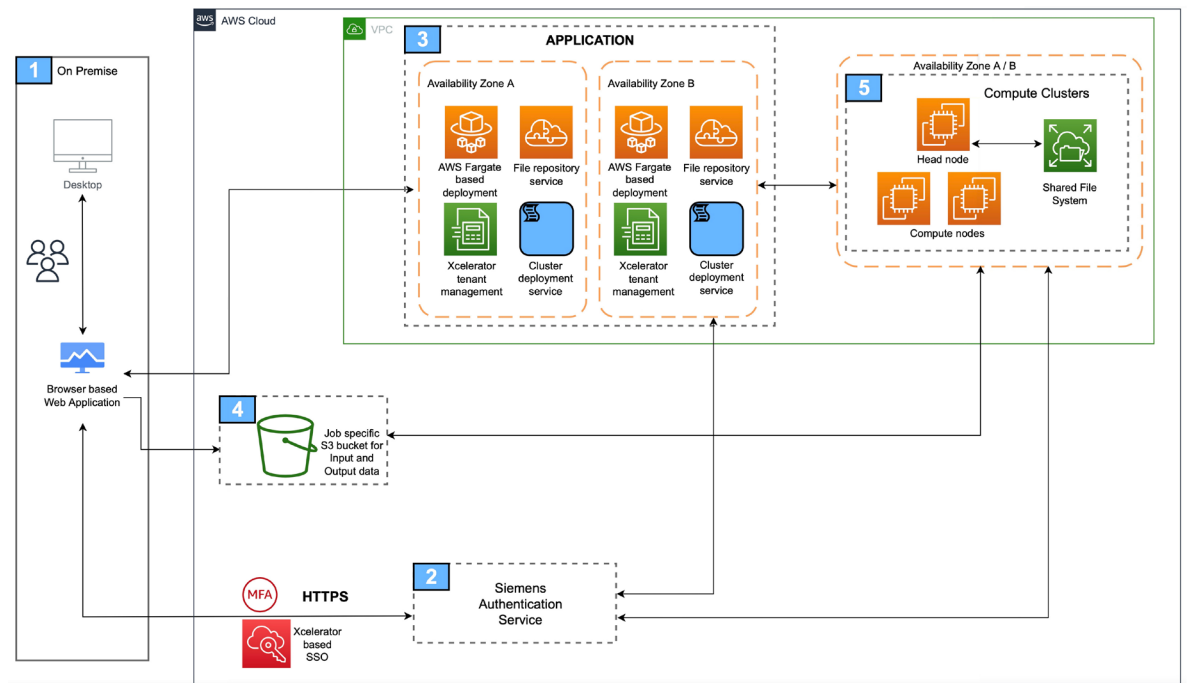 aws
AWS Cloud
VPC
1
On Premise
Desktop
Browser based
Web Application
3
APPLICATION
Availability Zone A
AWS Fargate
based
deployment
File repository
service
Xcelerator
tenant
management
Cluster
deployment
service
Availability Zone B
AWS Fargate
based
deployment
File repository
service
Xcelerator
tenant
management
Cluster
deployment
service
Availability Zone A / B
5
Compute Clusters
Head node
Compute nodes
Shared File
System
4
Job specific
S3 bucket for
Input and
Output data
MFA
HTTPS
Xcelerator
based
SSO
2
Siemens
Authentication
Service